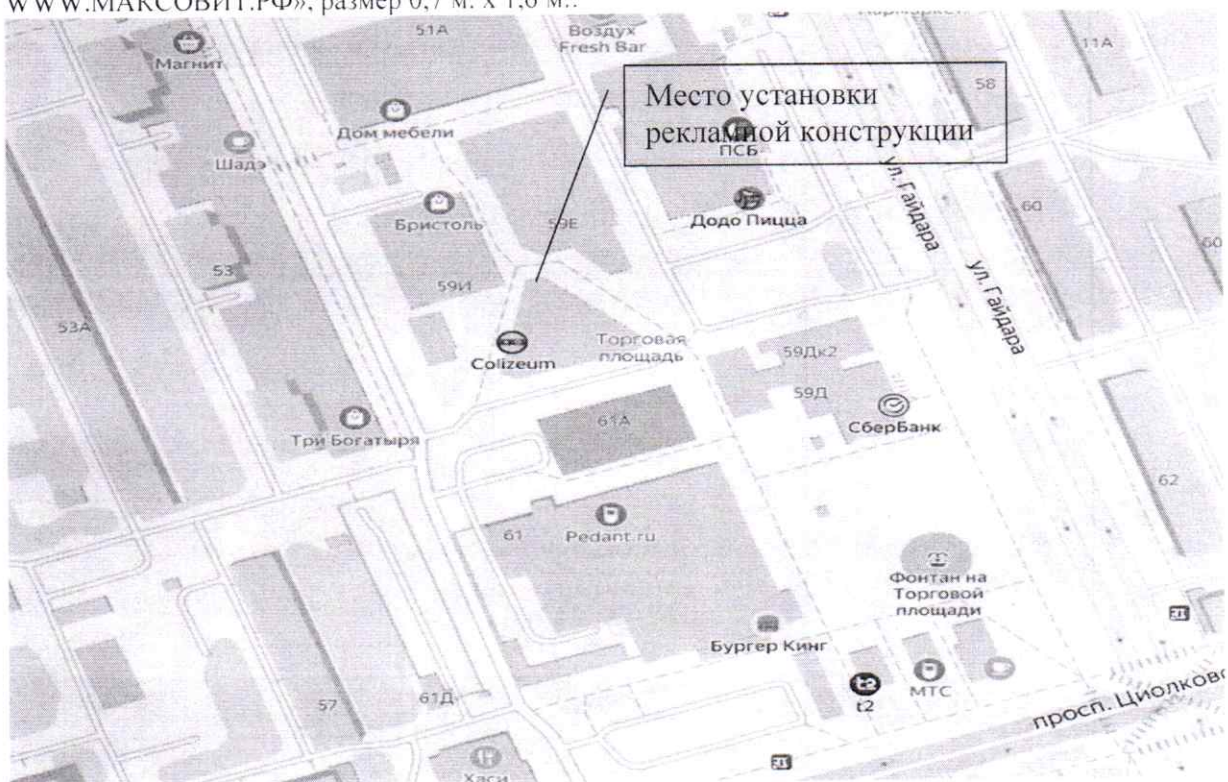 WWW.МАКСОВИТ.РФ», размер 0,7 м. х 1,6 м..
51А
Воздух
Fresh Bar
11А
Магнит
58
Место установки
рекламной конструкции
Дом мебели
ПСБ
Шадэ
ул. Гайдара
Додо Пицца
60
Бристоль
59Е
60
53
59И
ул. Гайдара
53А
Торговая
площадь
Colizeum
59Дк2
59Д
СберБанк
Три Богатыря
61А
62
61
Pedant.ru
Фонтан на
Торговой
площади
Бургер Кинг
57
61Д
t2
МТС
просп. Циолковс
Хаси